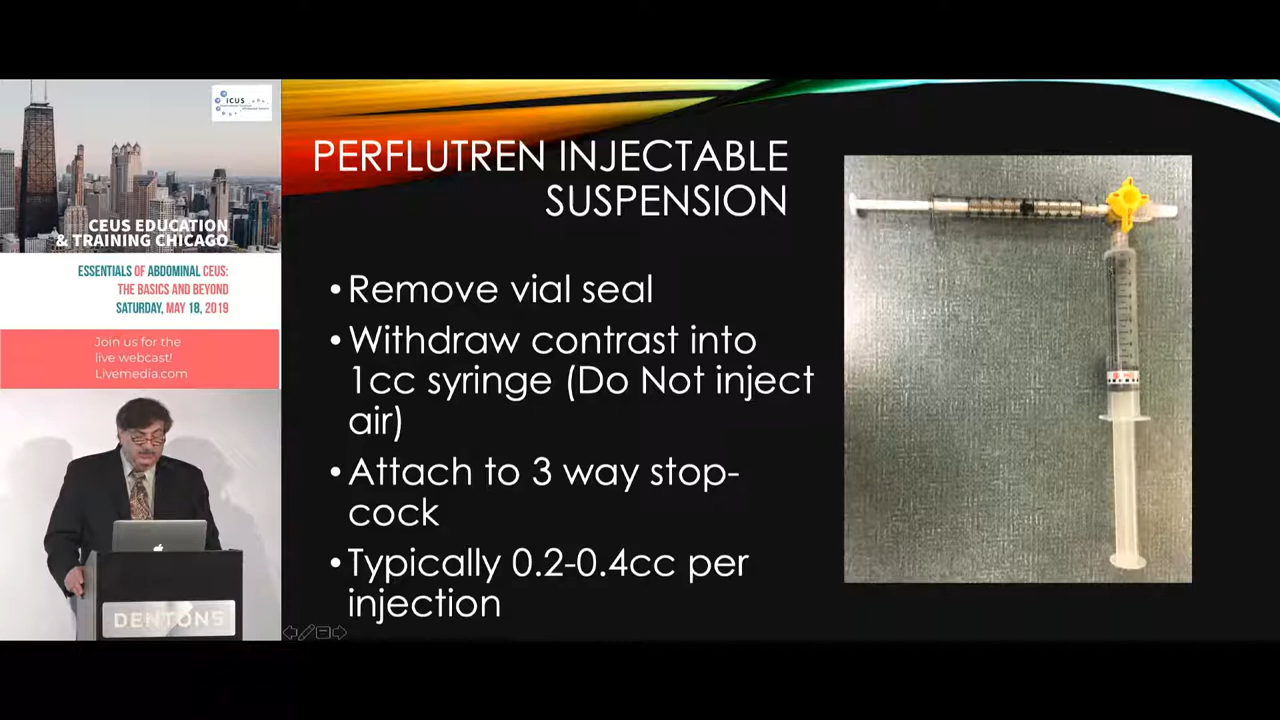 ICUS
CEUS EDUCATION
& TRAINING CHICAGO
ESSENTIALS OF ABDOMINAL CEUS:
THE BASICS AND BEYOND
SATURDAY, MAY 18, 2019
Join us for the
live webcast!
Livemedia.com
DENTONS
PERFLUTREN INJECTABLE
SUSPENSION
•Remove vial seal
•Withdraw contrast into
1cc syringe (Do Not inject
air)
•Attach to 3 way stop-
cock
•Typically 0.2-0.4cc per
injection